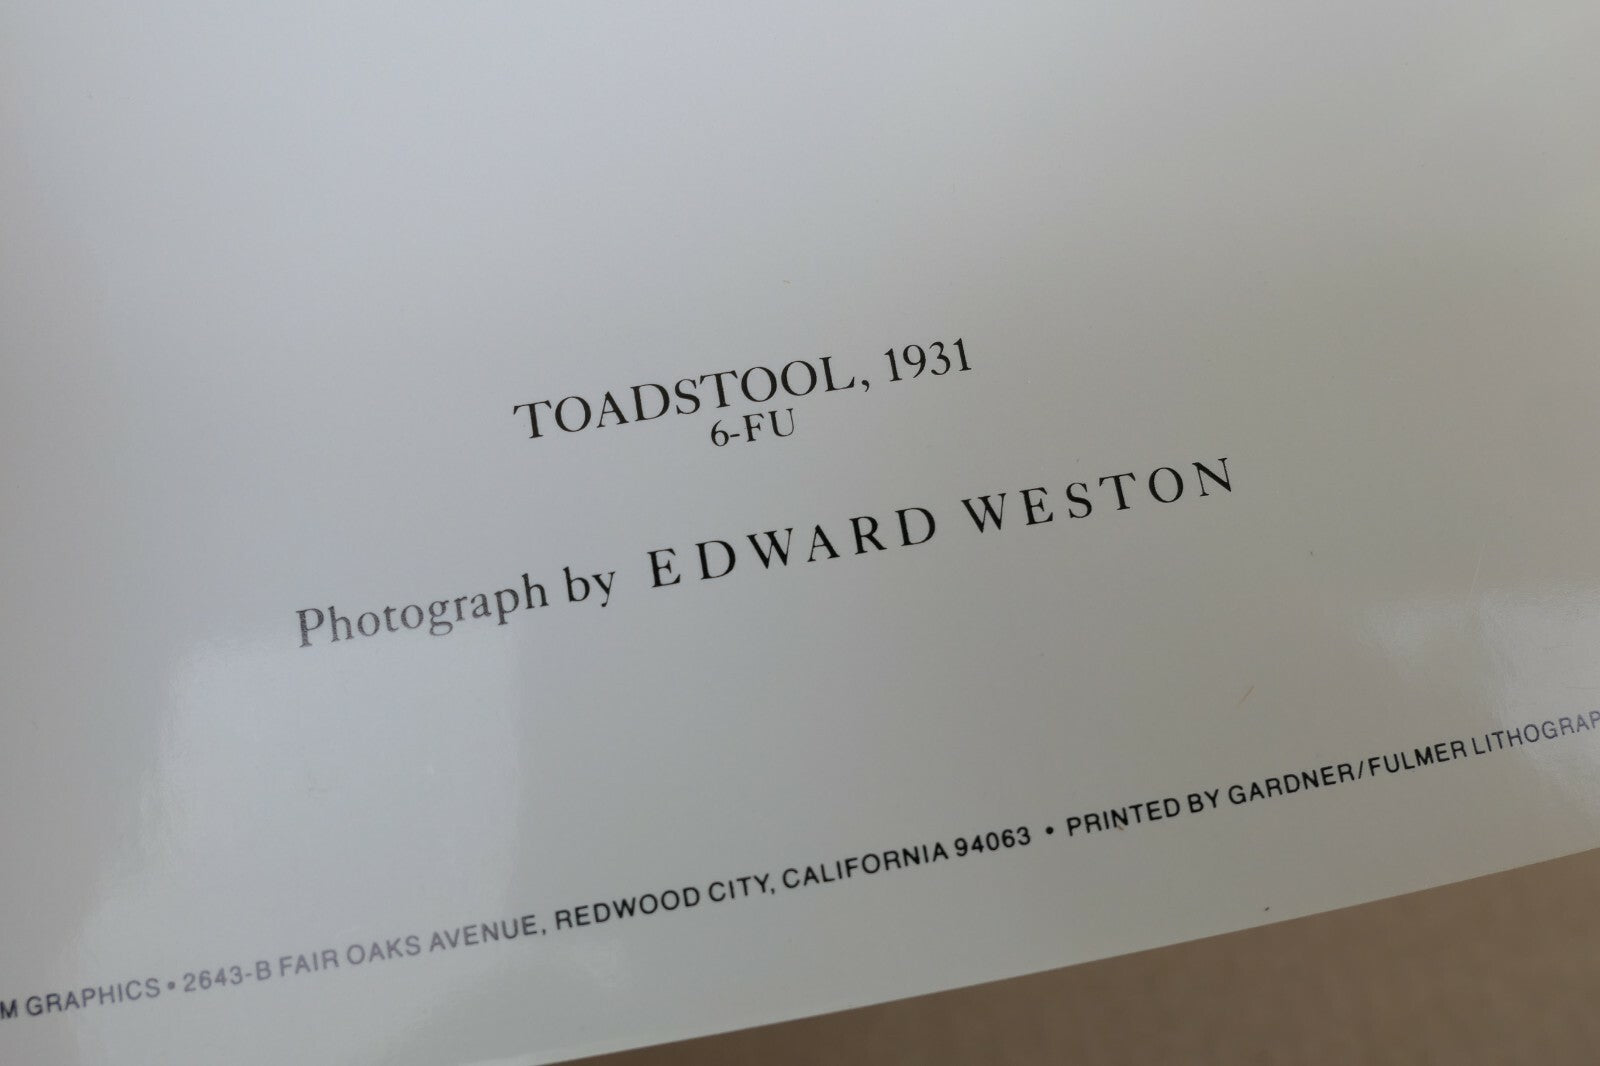 TOADSTOOL, 1931
6-FU
Photograph by EDWARD WESTON
M GRAPHICS • 2643-B FAIR OAKS AVENUE, REDWOOD CITY, CALIFORNIA 94063 • PRINTED BY GARDNER/FULMER LITHOGRAP